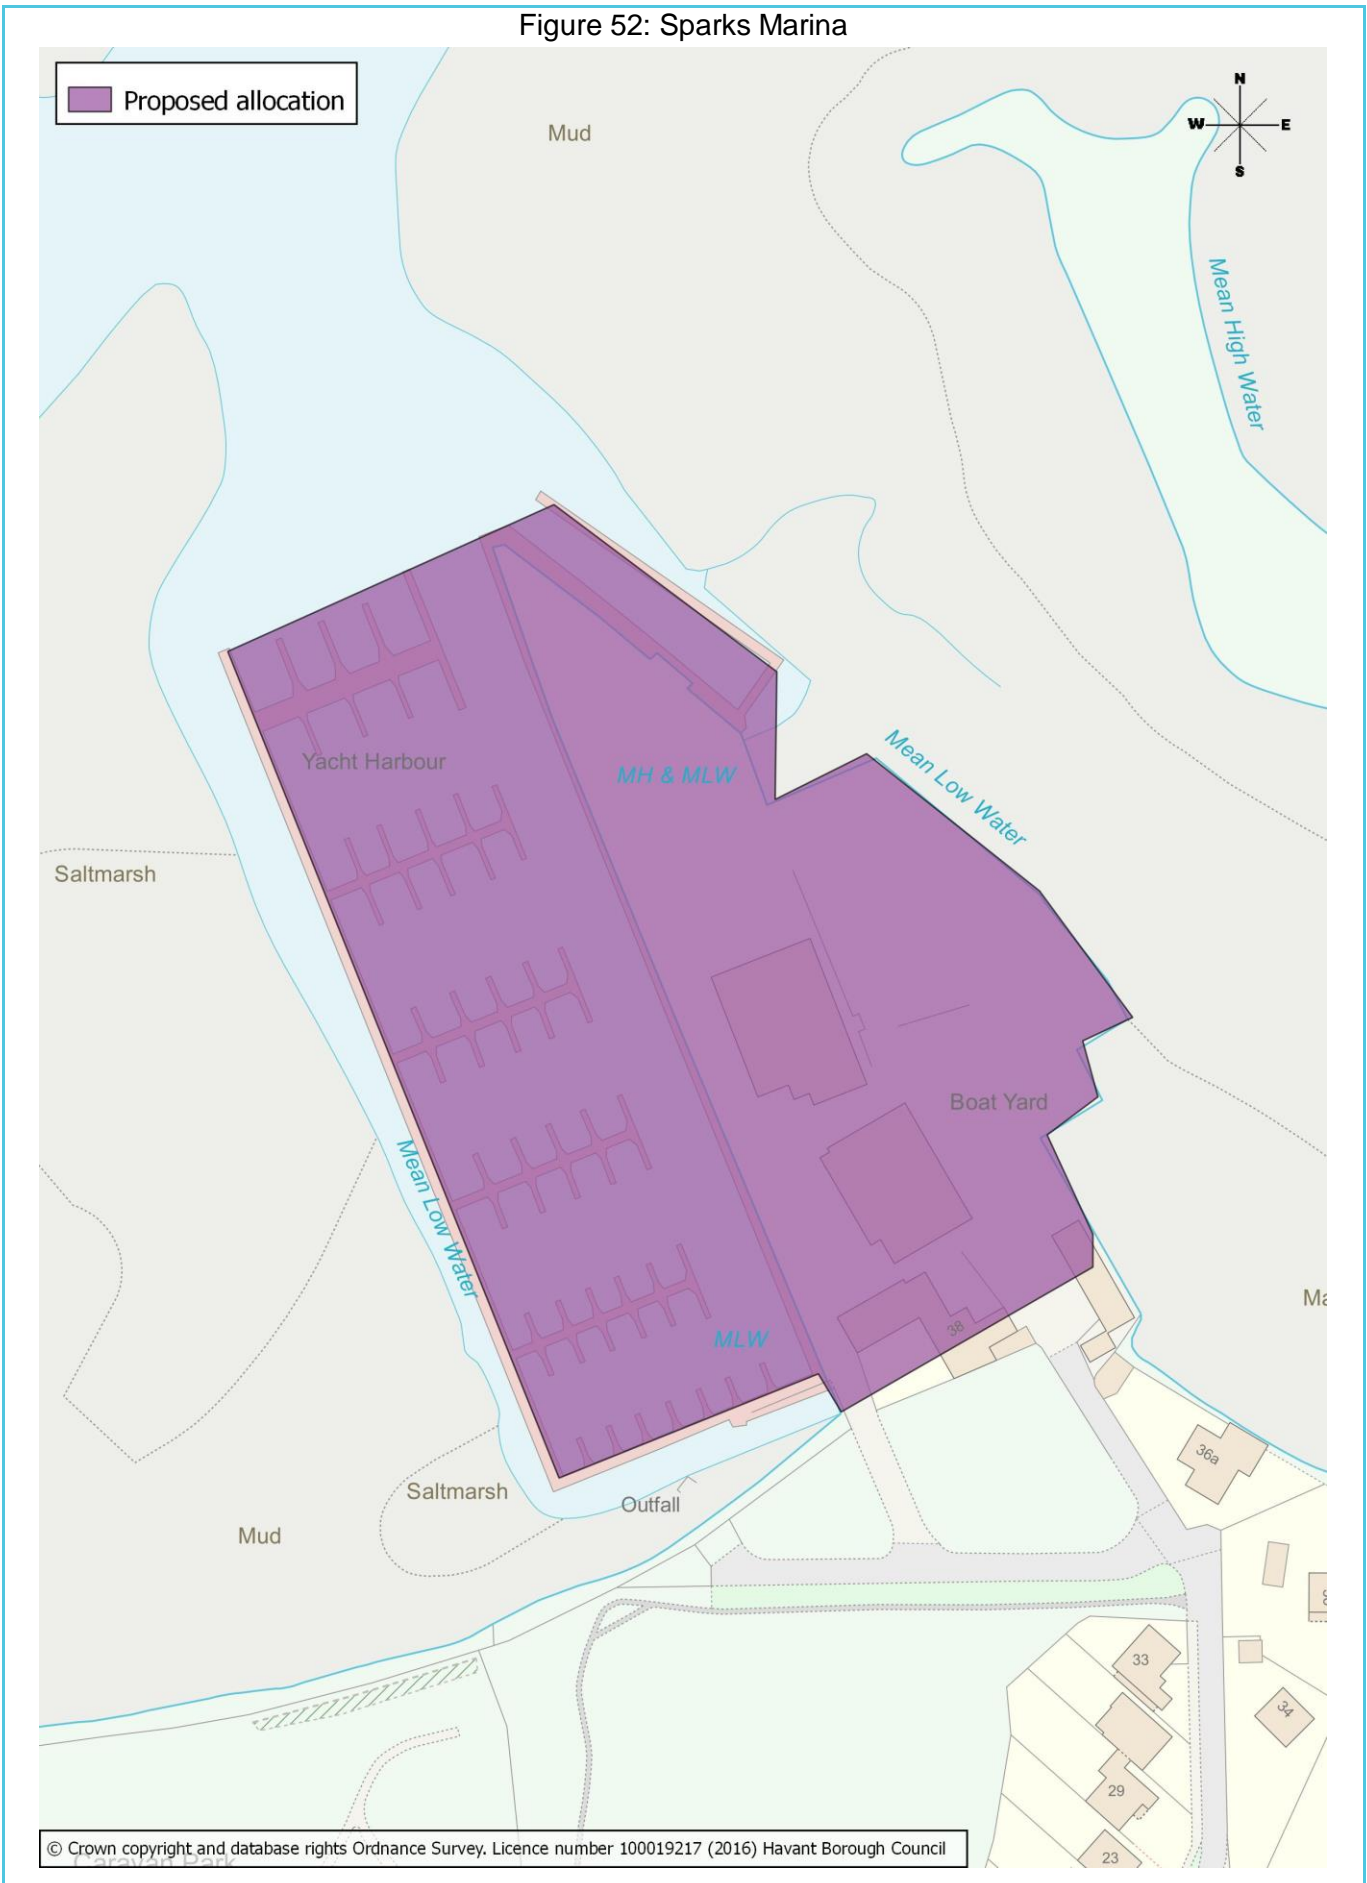 Figure 52: Sparks Marina
Proposed allocation
N
W E
S
Mud
Mean High Water
Yacht Harbour
MH & MLW
Mean Low Water
Saltmarsh
Boat Yard
Mean Low Water
MLW
38
36a
Saltmarsh
Outfall
Mud
33
34
29
23
© Crown copyright and database rights Ordnance Survey. Licence number 100019217 (2016) Havant Borough Council
Caravan Park